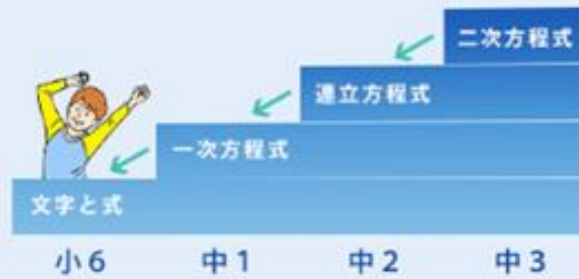 二次方程式
連立方程式
一次方程式
文字と式
小6 中1 中2 中3